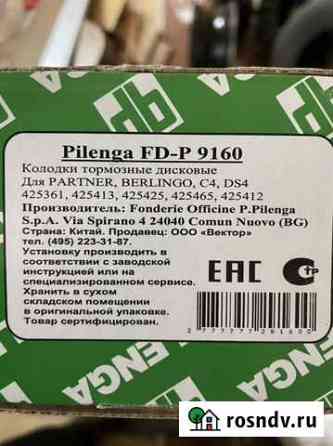 Pilenga FD-P 9160
Колодки тормозные дисковые
Для PARTNER, BERLINGO, C4, DS4
425361, 425413, 425425, 425465, 425412
Производитель: Fonderie Officine P.Pilenga
S.p.A. Via Spirano 4 24040 Comun Nuovo (BG)
Страна: Китай. Продавец: ООО «Вектор»
тел. (495) 223-31-87.
Установку производить в
соответствии с заводской
инструкцией или на
специализированном сервисе.
Хранить в сухом
складском помещении
в оригинальной упаковке.
Товар сертифицирован.
EAC
ENGA
rosndv.ru